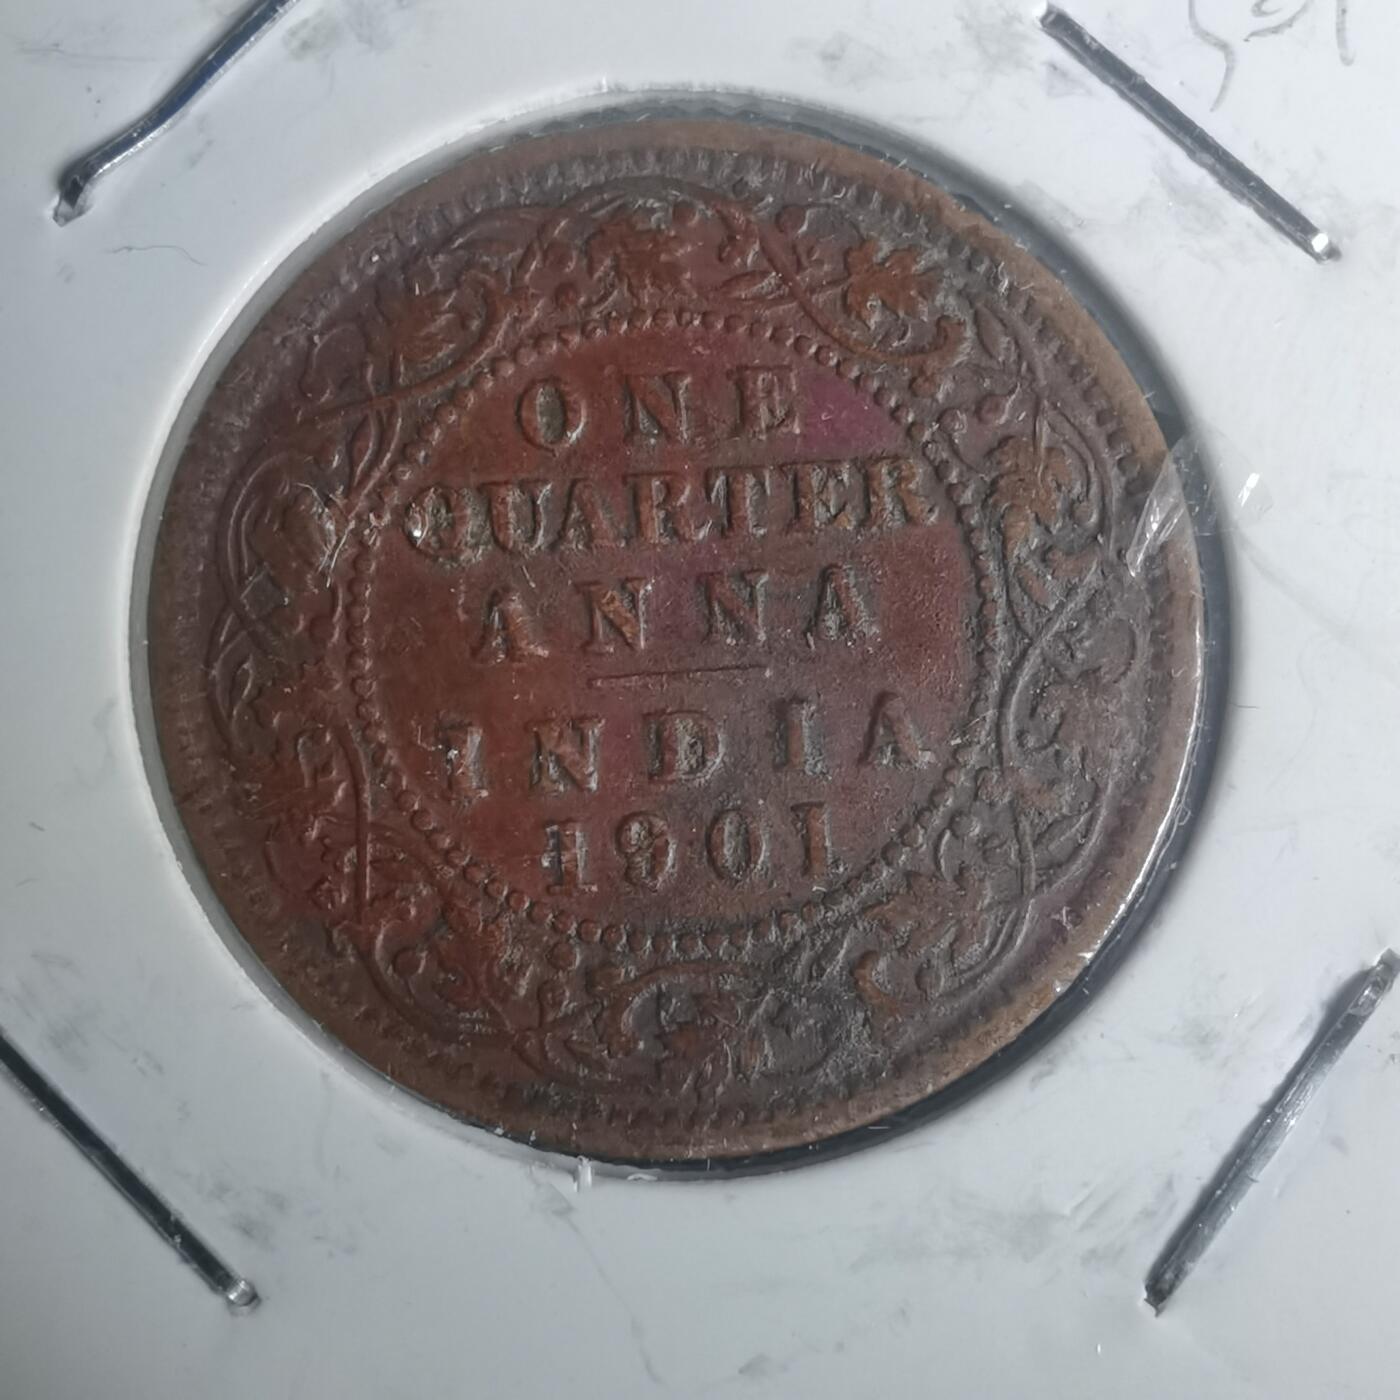 ONE
QUARTER
ANNA
INDIA
1901